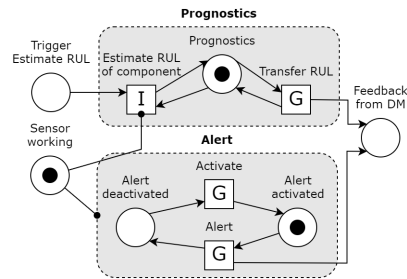 Prognostics
Trigger
Estimate RUL
Estimate RUL
of component
Prognostics
Transfer RUL
I
G
Feedback
from DM
Sensor
working
Alert
Activate
Alert
deactivated
G
Alert
activated
Alert
G